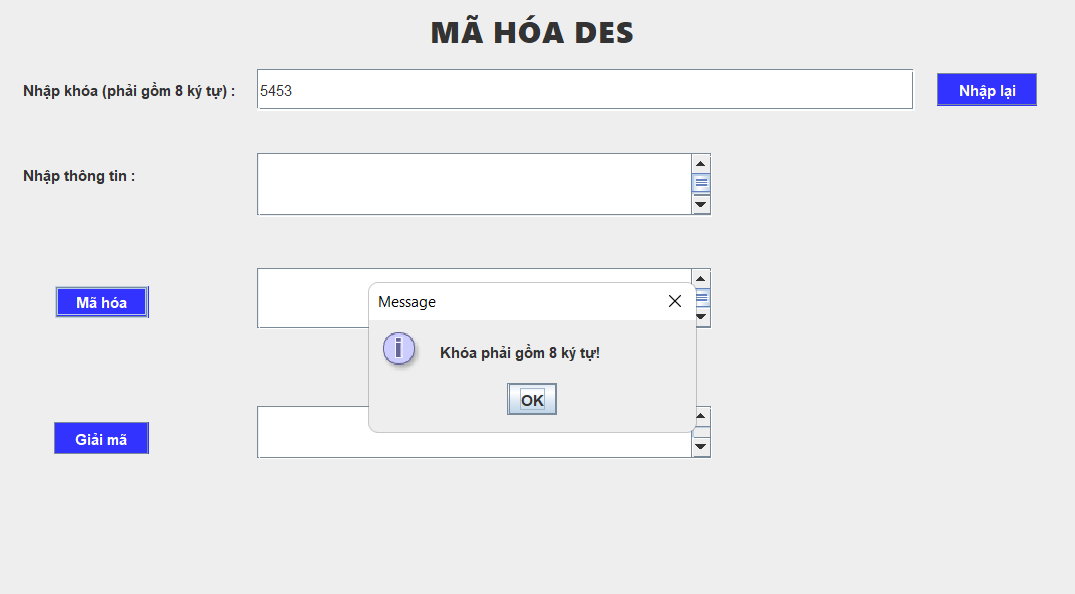 MÃ HÓA DES
Nhập khóa (phải gồm 8 ký tự) :
5453
Nhập lại
Nhập thông tin :
Mã hóa
Message
Khóa phải gồm 8 ký tự!
OK
Giải mã